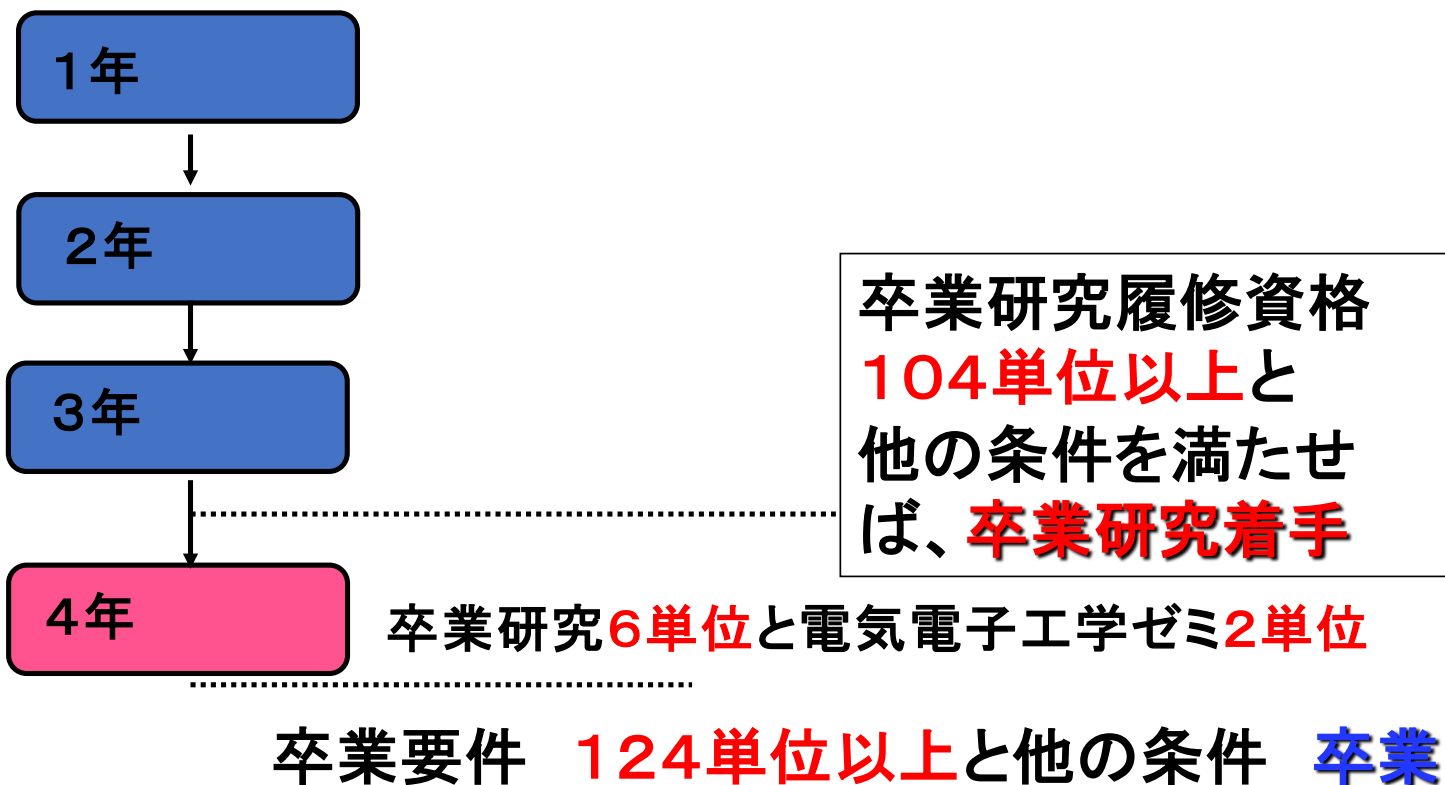 １年
２年
３年
卒業研究履修資格
１０４単位以上と
他の条件を満たせ
ば、卒業研究着手
４年
卒業研究６単位と電気電子工学ゼミ２単位
卒業要件　１２４単位以上と他の条件　卒業